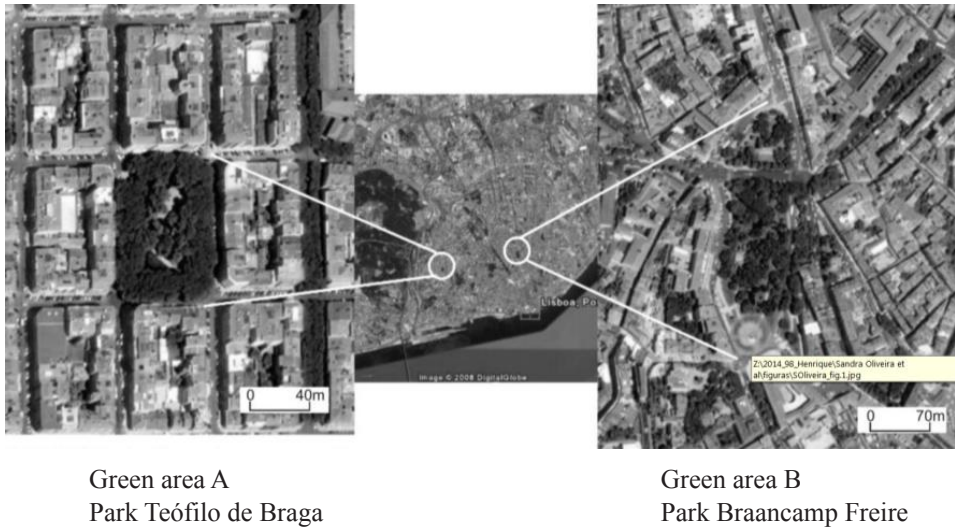 Lisboa_Po
Image © 2008 DigitalGlobe
Z:\2014_98_Henrique\Sandra Oliveira et
al\figuras\SOliveira_fig.1.jpg
0 40m
0 70m
Green area A
Park Teófilo de Braga
Green area B
Park Braancamp Freire